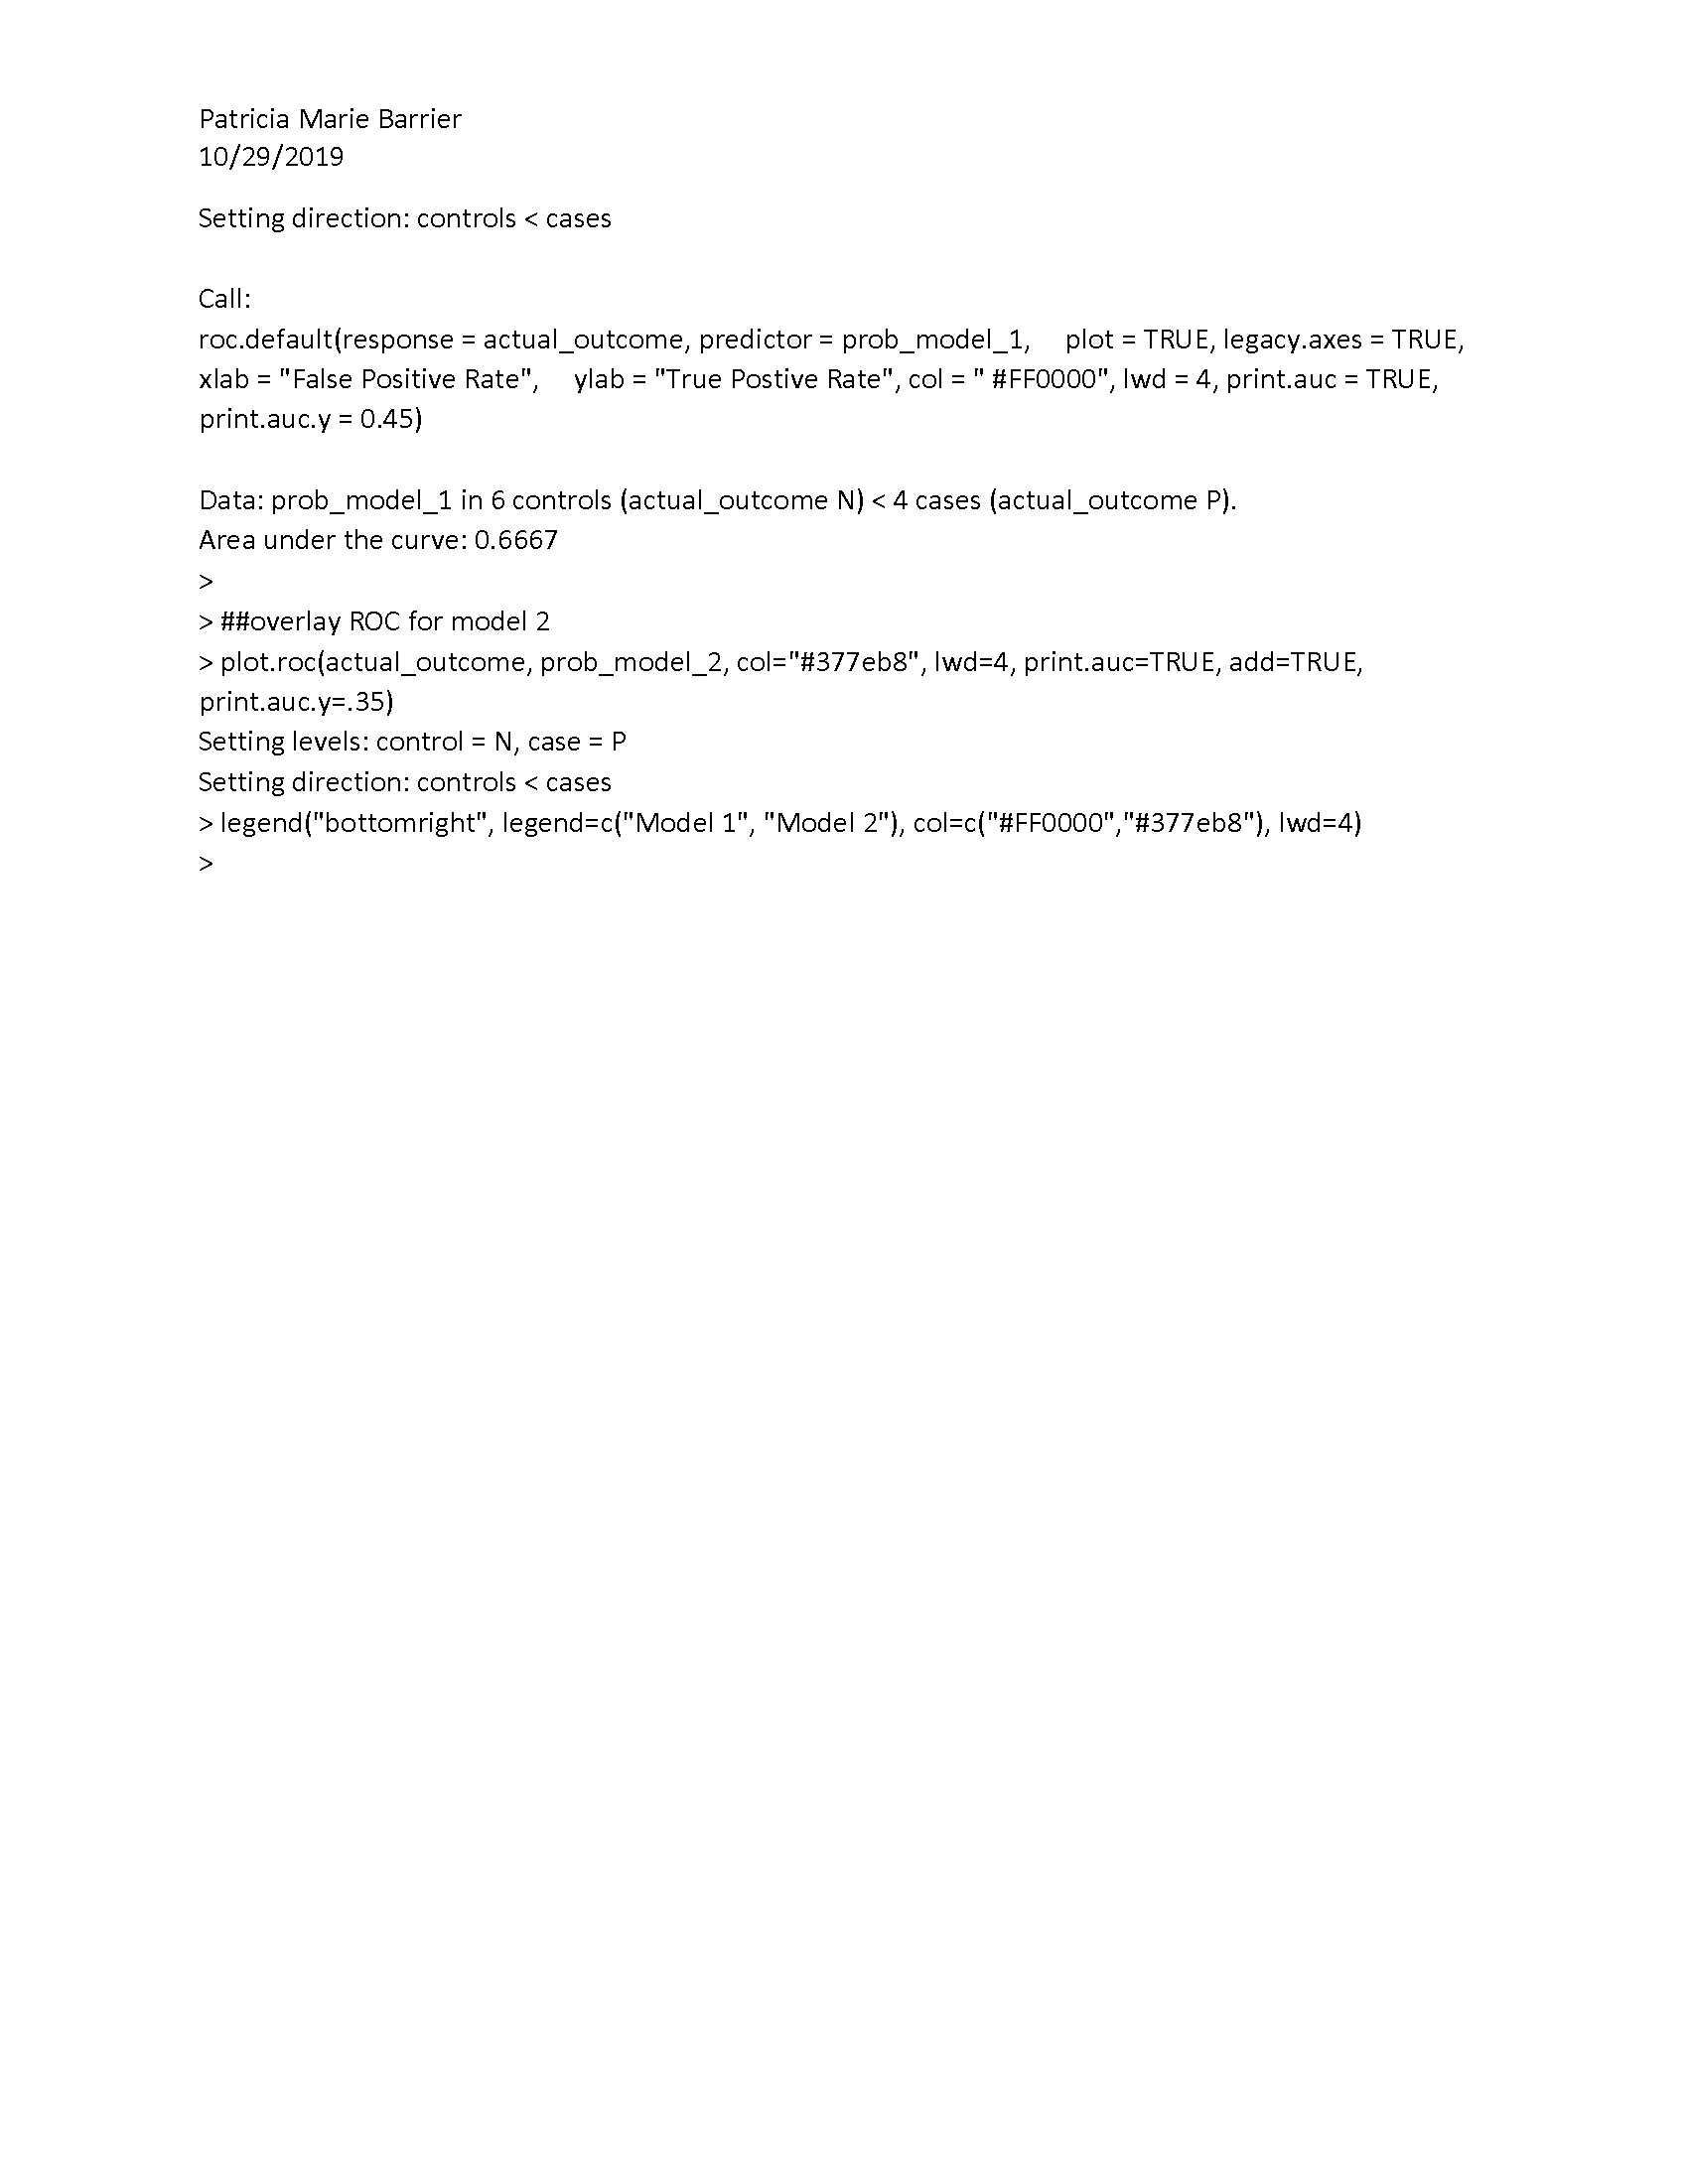 Patricia Marie Barrier
10/29/2019
Setting direction: controls < cases
Call:
roc.default(response = actual_outcome, predictor = prob_model_1,     plot = TRUE, legacy.axes = TRUE,
xlab = "False Positive Rate",     ylab = "True Postive Rate", col = " #FF0000", lwd = 4, print.auc = TRUE,
print.auc.y = 0.45)
Data: prob_model_1 in 6 controls (actual_outcome N) < 4 cases (actual_outcome P).
Area under the curve: 0.6667
>
> ##overlay ROC for model 2
> plot.roc(actual_outcome, prob_model_2, col="#377eb8", lwd=4, print.auc=TRUE, add=TRUE,
print.auc.y=.35)
Setting levels: control = N, case = P
Setting direction: controls < cases
> legend("bottomright", legend=c("Model 1", "Model 2"), col=c("#FF0000","#377eb8"), lwd=4)
>